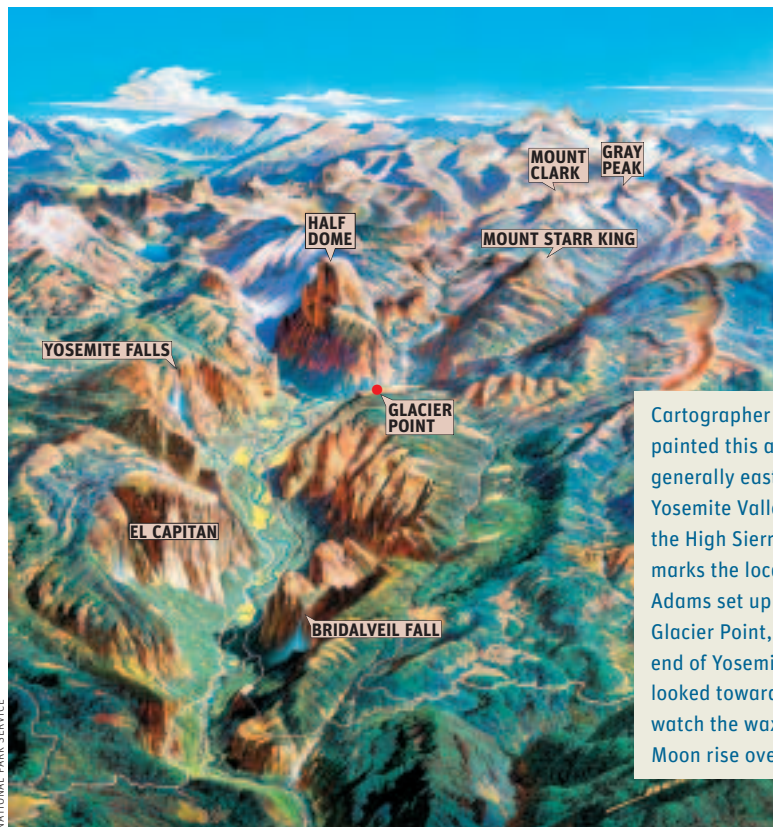 MOUNT
CLARK
GRAY
PEAK
HALF
DOME
MOUNT STARR KING
YOSEMITE FALLS
GLACIER
POINT
EL CAPITAN
BRIDALVEIL FALL
Cartographer
painted this a
generally east
Yosemite Valle
the High Sierr
marks the loca
Adams set up
Glacier Point,
end of Yosemi
looked toward
watch the wax
Moon rise ove
NATIONAL PARK SERVICE